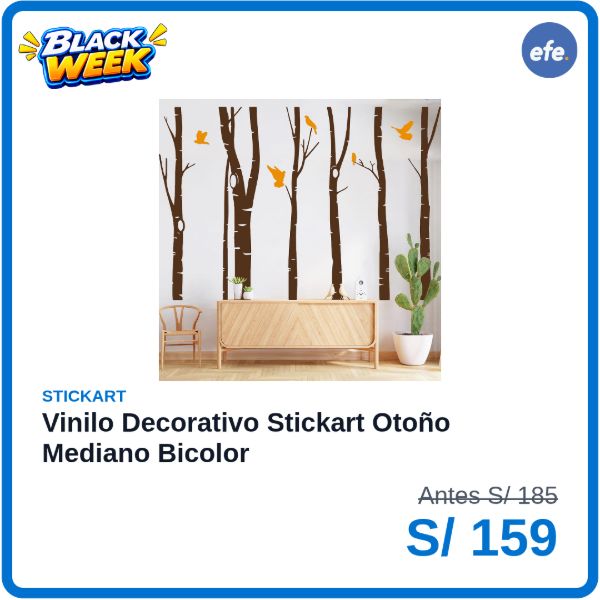 BLACK
WEEK
efe.
STICKART
Vinilo Decorativo Stickart Otoño
Mediano Bicolor
Antes S/ 185
S/ 159